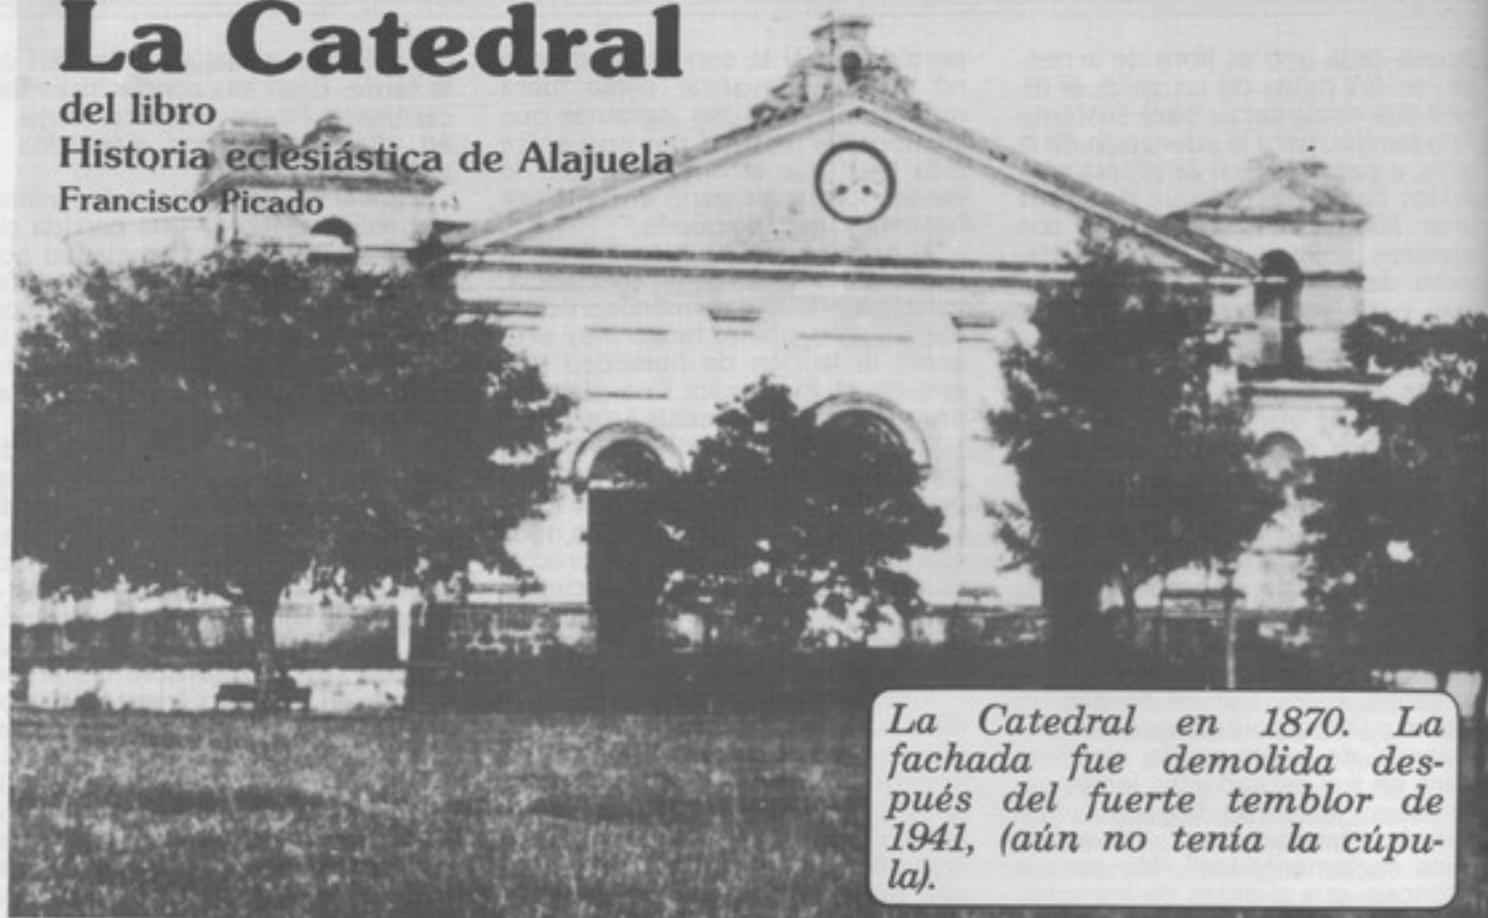 La Catedral
del libro
Historia eclesiástica de Alajuela
Francisco Picado
La Catedral en 1870. La
fachada fue demolida des-
pués del fuerte temblor de
1941, (aún no tenía la cúpu-
la).